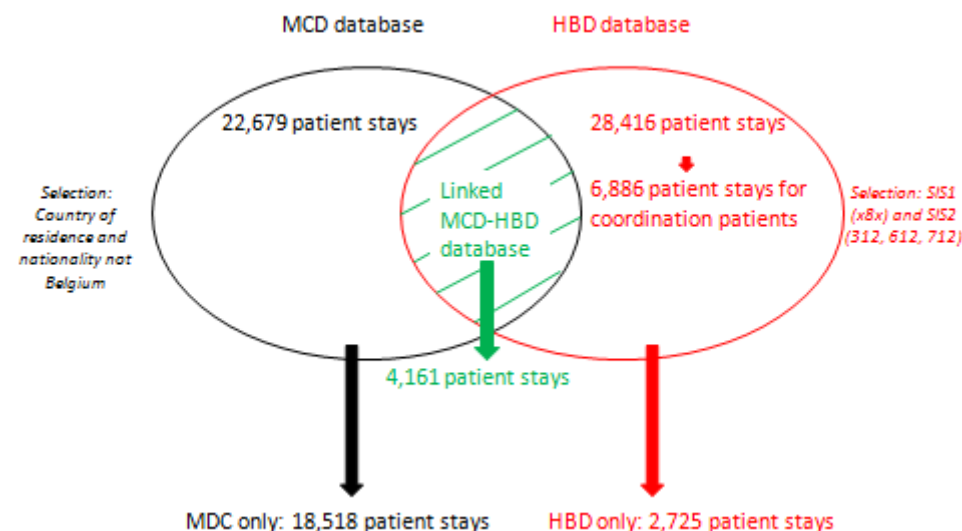 MCD database
HBD database
22,679 patient stays
28,416 patient stays
Selection:
Country of
residence and
nationality not
Belgium
Linked
MCD-HBD
database
6,886 patient stays for
coordination patients
Selection: SIS1
(x8x) and SIS2
(312, 612, 712)
4,161 patient stays
MDC only: 18,518 patient stays
HBD only: 2,725 patient stays